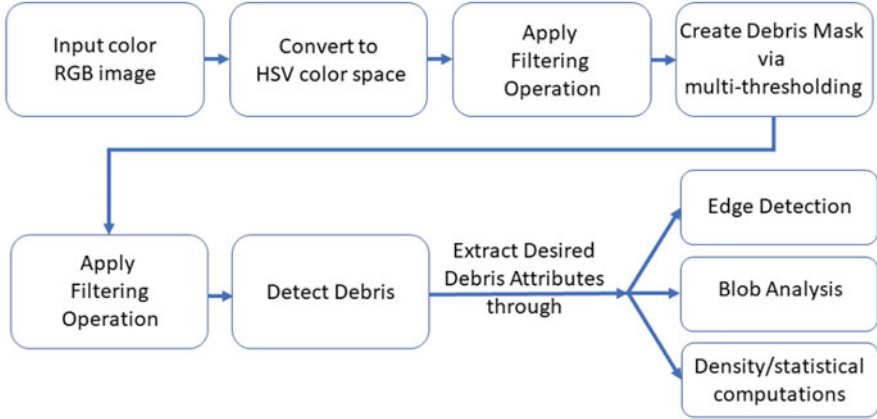 Input color
RGB image
Convert to
HSV color space
Apply
Filtering
Operation
Create Debris Mask
via
multi-thresholding
Apply
Filtering
Operation
Detect Debris
Extract Desired
Debris Attributes
through
Edge Detection
Blob Analysis
Density/statistical
computations